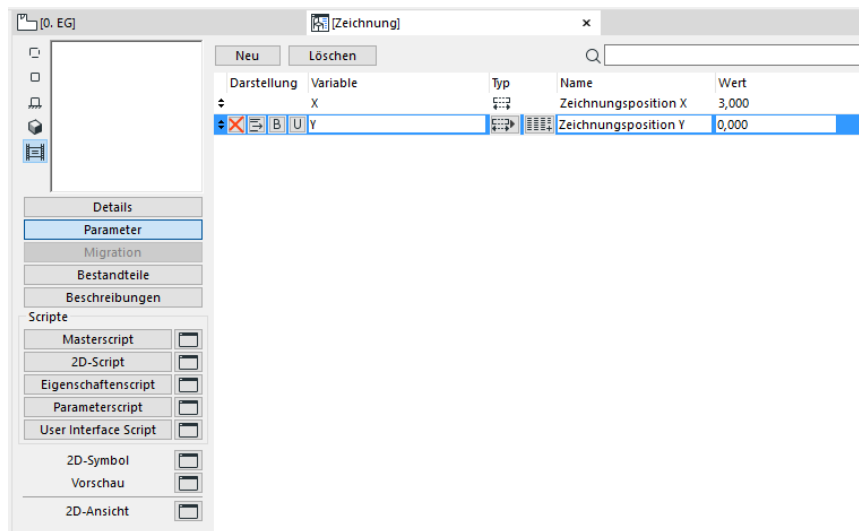 [0. EG] [Zeichnung] ×
Neu Löschen
Darstellung Variable Typ Name Wert
X Zeichnungsposition X 3,000
B U Y Zeichnungsposition Y 0,000
Details
Parameter
Migration
Bestandteile
Beschreibungen
Scripte
Masterscript
2D-Script
Eigenschaftenscript
Parameterscript
User Interface Script
2D-Symbol
Vorschau
2D-Ansicht